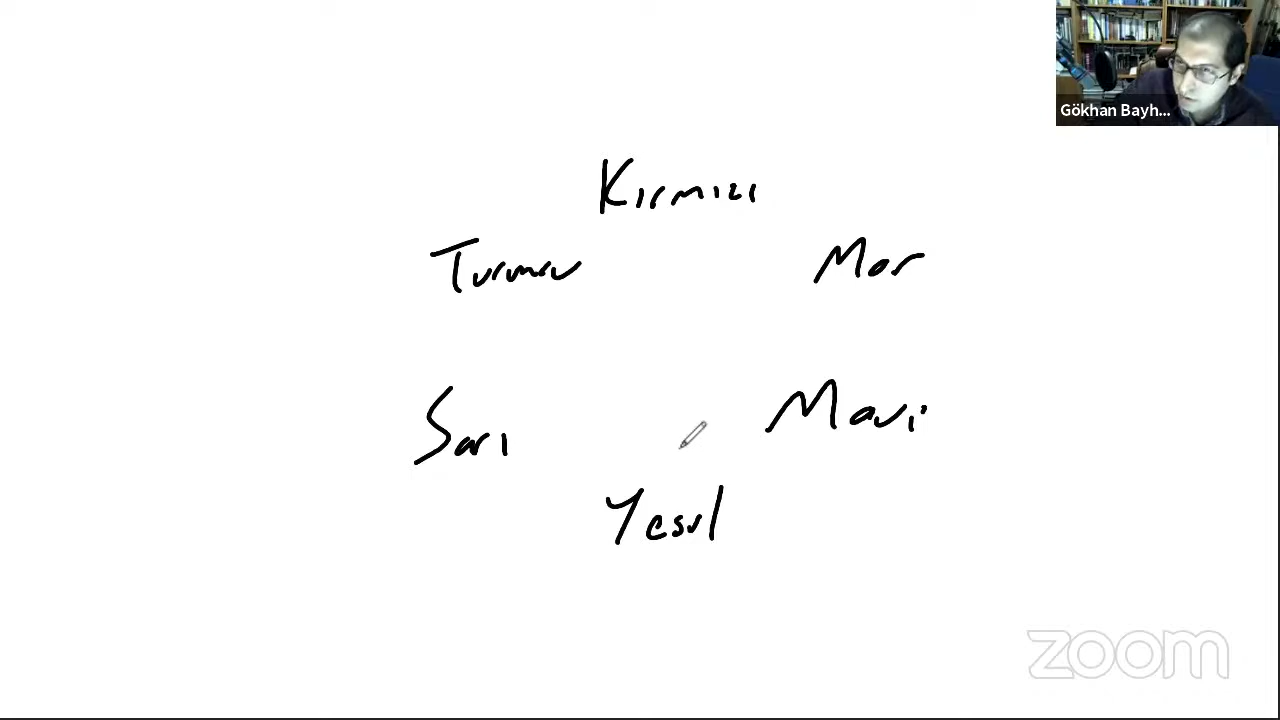 Gökhan Bayh...
Kırmızı
Turuncu
Mor
Sarı
Mavi
Yesil
zoom